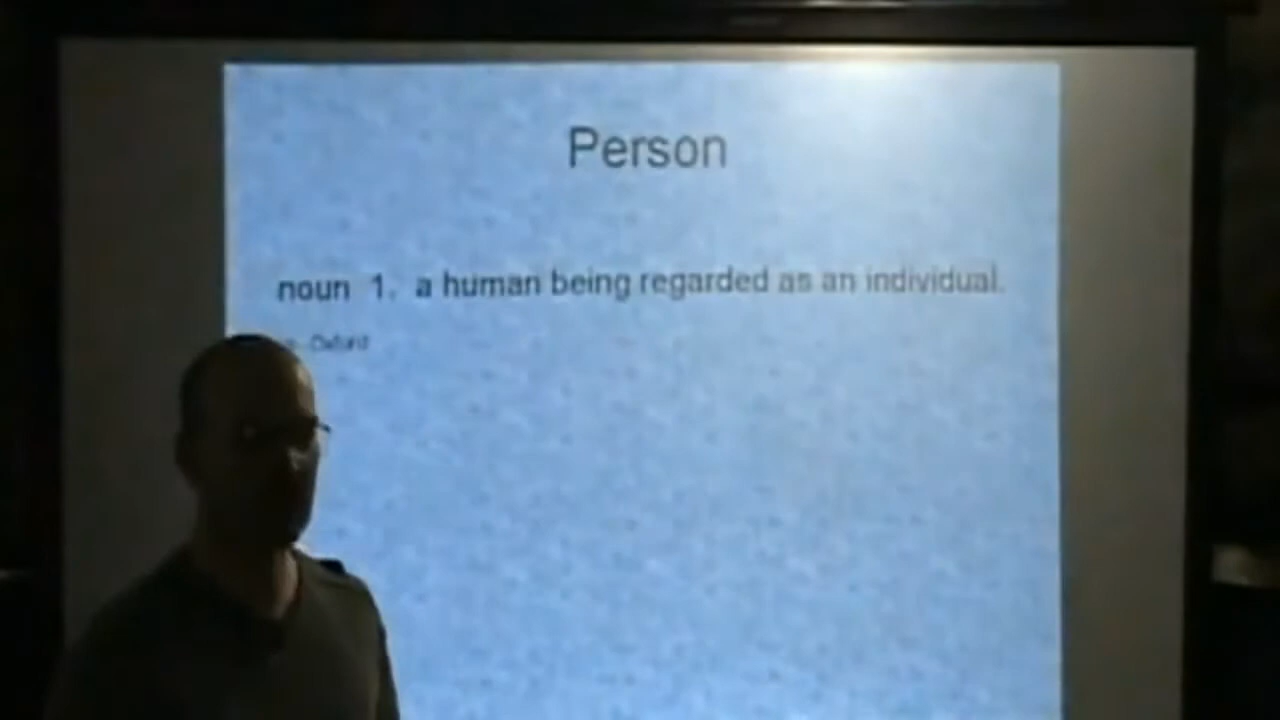 Person
noun 1. a human being regarded as an individual.
Oxford